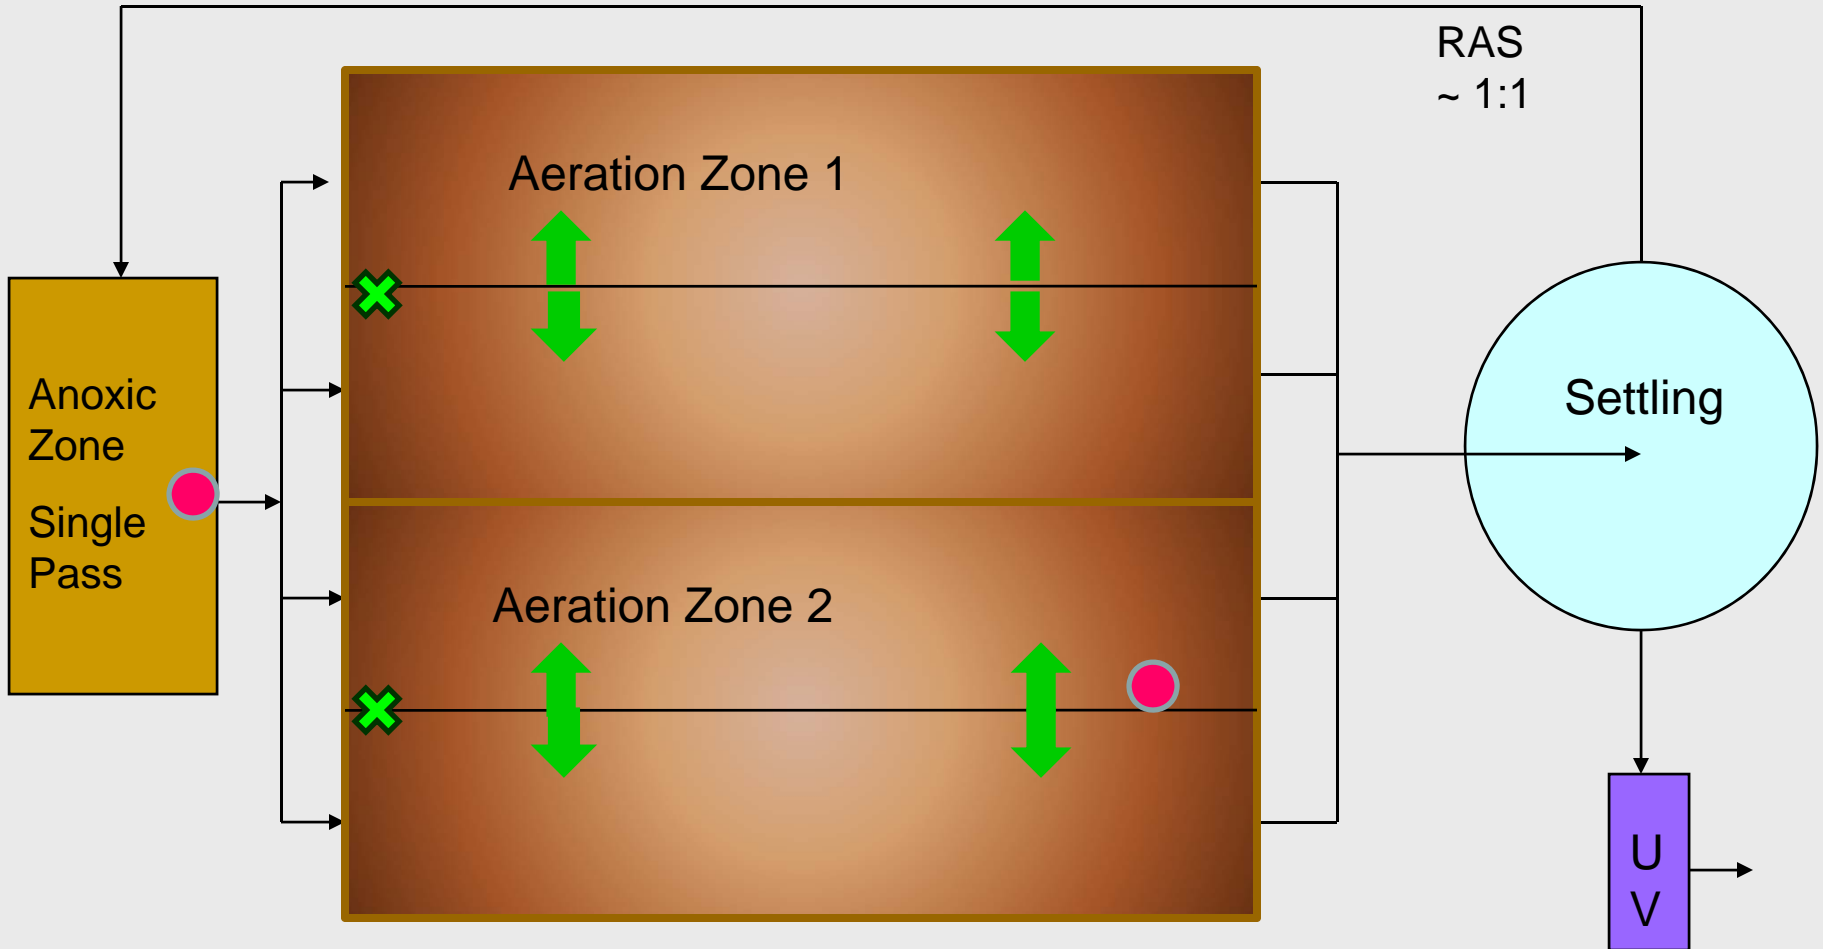 RAS
~ 1:1
Aeration Zone 1
Anoxic
Zone
Single
Pass
Settling
Aeration Zone 2
U
V